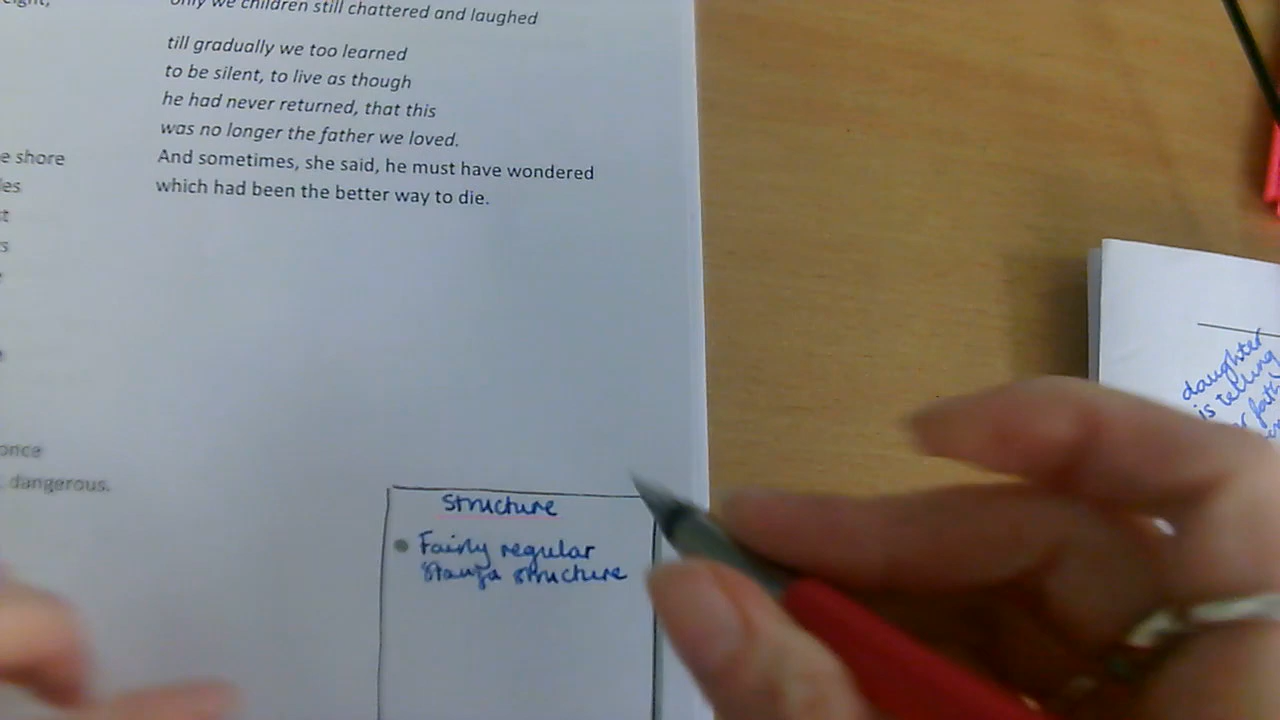 only we children still chattered and laughed
till gradually we too learned
to be silent, to live as though
he had never returned, that this
was no longer the father we loved.
And sometimes, she said, he must have wondered
which had been the better way to die.
e shore
once
dangerous.
Structure
Fairly regular
Stanza structure
daughter
is telling